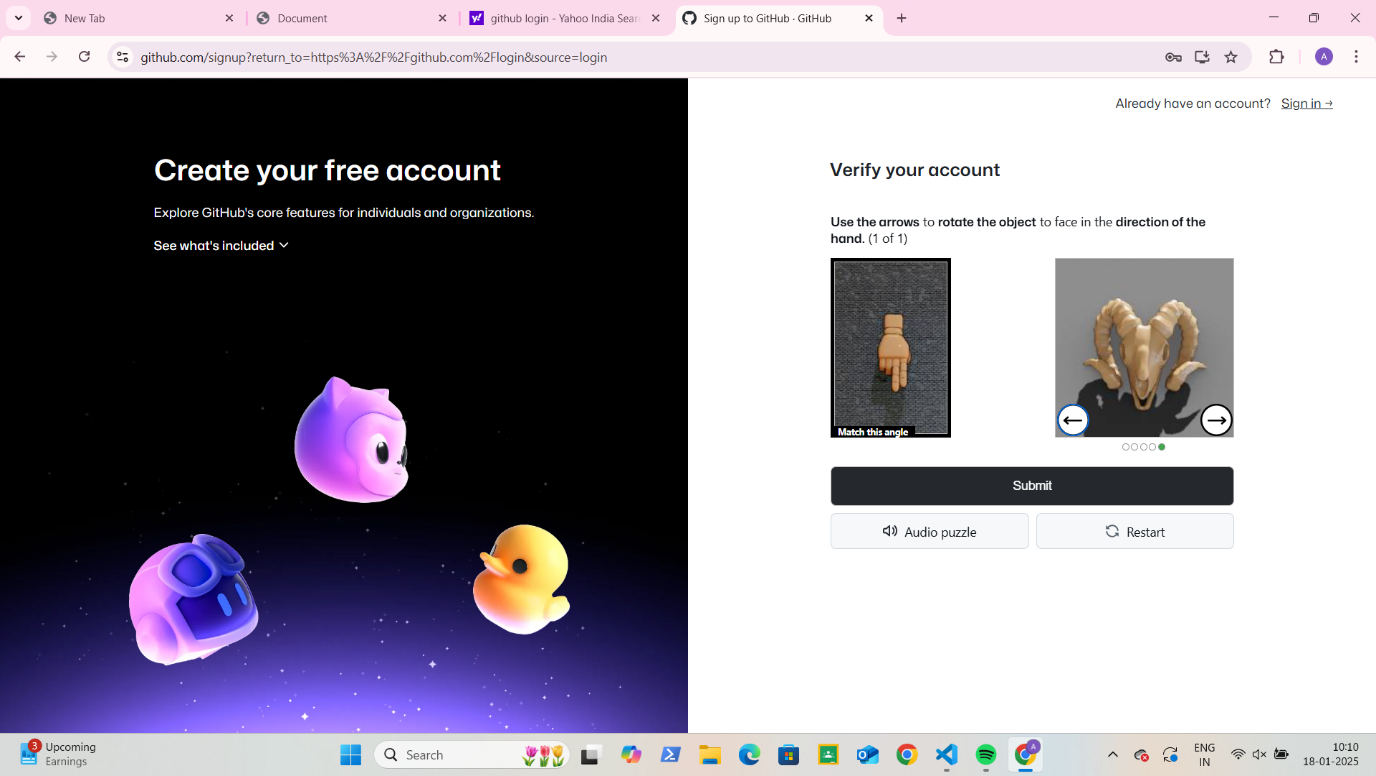 New Tab
Document
github login - Yahoo India Sear
Sign up to GitHub · GitHub
github.com/signup?return_to=https%3A%2F%2Fgithub.com%2Flogin&source=login
A
Already have an account? Sign in →
Create your free account
Explore GitHub's core features for individuals and organizations.
See what's included
Verify your account
Use the arrows to rotate the object to face in the direction of the
hand. (1 of 1)
Match this angle
Submit
Audio puzzle
Restart
3
Upcoming
Earnings
Search
A
ENG
IN
10:10
18-01-2025